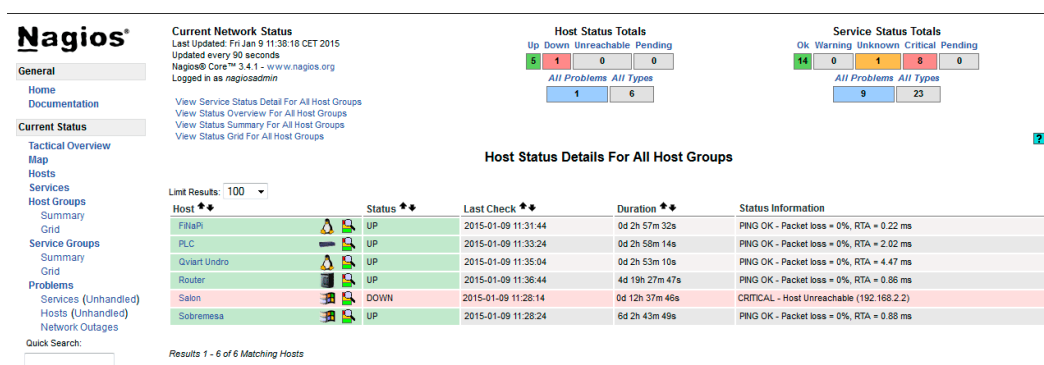 Nagios®
General
Home
Documentation
Current Status
Tactical Overview
Map
Hosts
Services
Host Groups
Summary
Grid
Service Groups
Summary
Grid
Problems
Services (Unhandled)
Hosts (Unhandled)
Network Outages
Quick Search:
Current Network Status
Last Updated: Fri Jan 9 11:38:18 CET 2015
Updated every 90 seconds
Nagios® Core™ 3.4.1 - www.nagios.org
Logged in as nagiosadmin
View Service Status Detail For All Host Groups
View Status Overview For All Host Groups
View Status Summary For All Host Groups
View Status Grid For All Host Groups
Host Status Totals
Up Down Unreachable Pending
5 1 0 0
All Problems All Types
1 6
Service Status Totals
Ok Warning Unknown Critical Pending
14 0 1 8 0
All Problems All Types
9 23
?
Host Status Details For All Host Groups
Limit Results: 100
Host Status Last Check Duration Status Information
FiNaPi UP 2015-01-09 11:31:44 0d 2h 57m 32s PING OK - Packet loss = 0%, RTA = 0.22 ms
PLC UP 2015-01-09 11:33:24 0d 2h 58m 14s PING OK - Packet loss = 0%, RTA = 2.02 ms
Qviart Undro UP 2015-01-09 11:35:04 0d 2h 53m 10s PING OK - Packet loss = 0%, RTA = 4.47 ms
Router UP 2015-01-09 11:36:44 4d 19h 27m 47s PING OK - Packet loss = 0%, RTA = 0.86 ms
Salon DOWN 2015-01-09 11:28:14 0d 12h 37m 46s CRITICAL - Host Unreachable (192.168.2.2)
Sobremesa UP 2015-01-09 11:28:24 6d 2h 43m 49s PING OK - Packet loss = 0%, RTA = 0.88 ms
Results 1 - 6 of 6 Matching Hosts